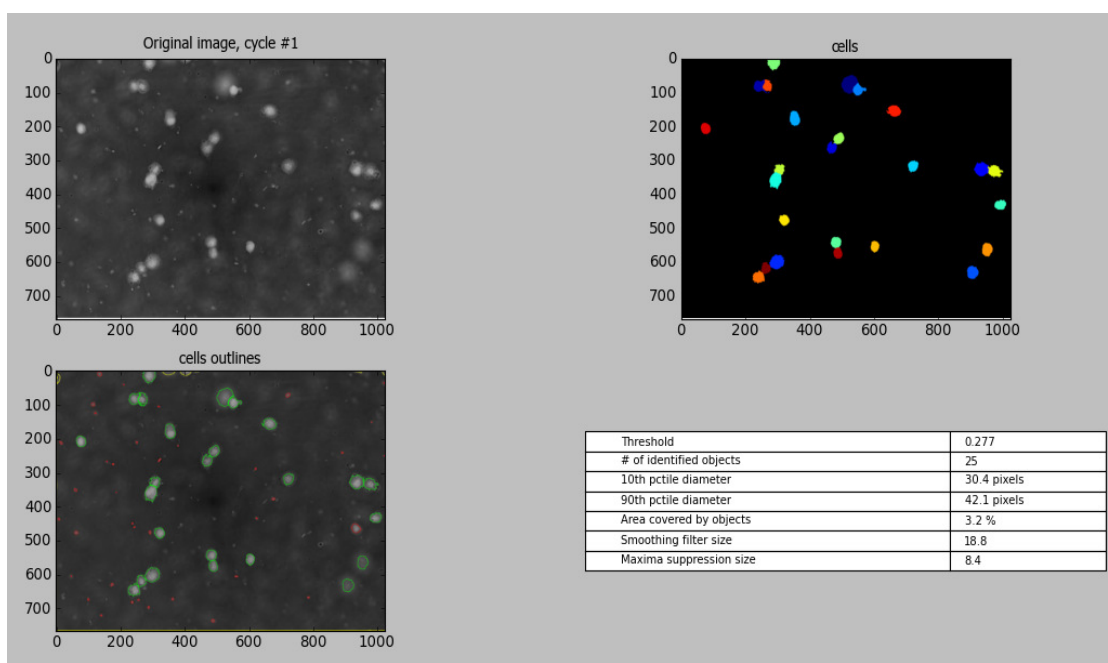 Original image, cycle #1
0
100
200
300
400
500
600
700
0 200 400 600 800 1000
cells
0
100
200
300
400
500
600
700
0 200 400 600 800 1000
cells outlines
0
100
200
300
400
500
600
700
0 200 400 600 800 1000
Threshold 0.277
# of identified objects 25
10th pctile diameter 30.4 pixels
90th pctile diameter 42.1 pixels
Area covered by objects 3.2 %
Smoothing filter size 18.8
Maxima suppression size 8.4